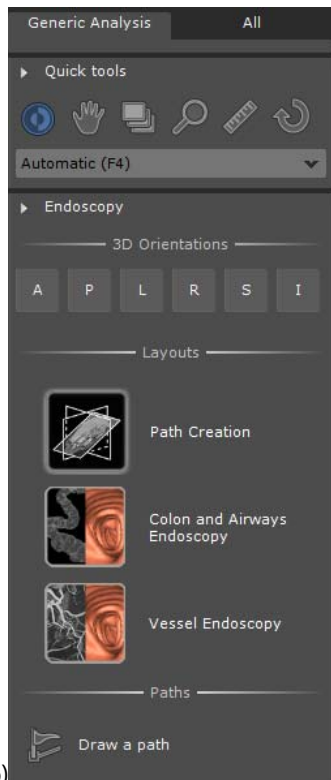 Generic Analysis
All
Quick tools
Automatic (F4)
Endoscopy
3D Orientations
A P L R S I
Layouts
Path Creation
Colon and Airways
Endoscopy
Vessel Endoscopy
Paths
Draw a path